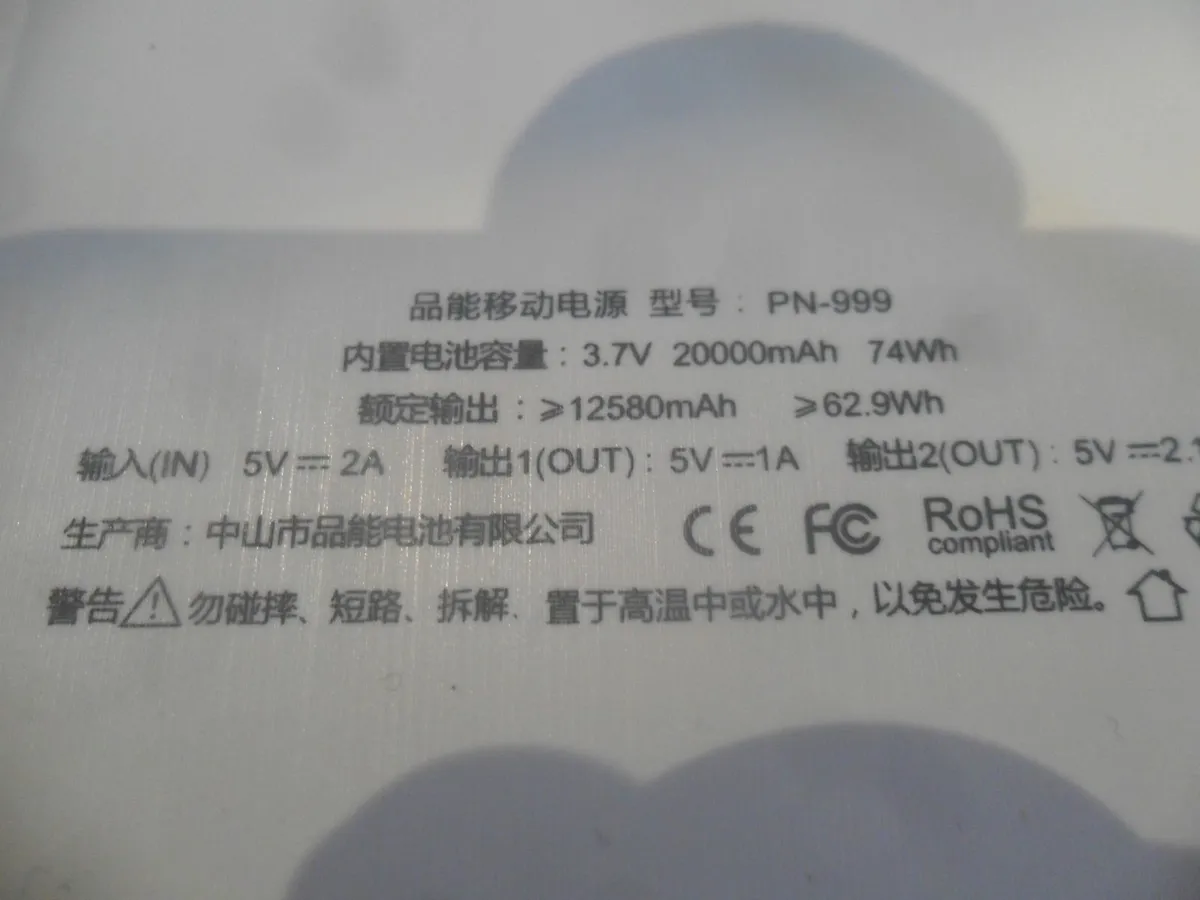 品能移动电源 型号：PN-999
内置电池容量：3.7V 20000mAh 74Wh
额定输出：⩾12580mAh ⩾62.9Wh
输入(IN) 5V⎓2A 输出1(OUT)：5V⎓1A 输出2(OUT)：5V⎓2.1
生产商：中山市品能电池有限公司 CE FC RoHS compliant
警告⚠勿碰摔、短路、拆解、置于高温中或水中，以免发生危险。